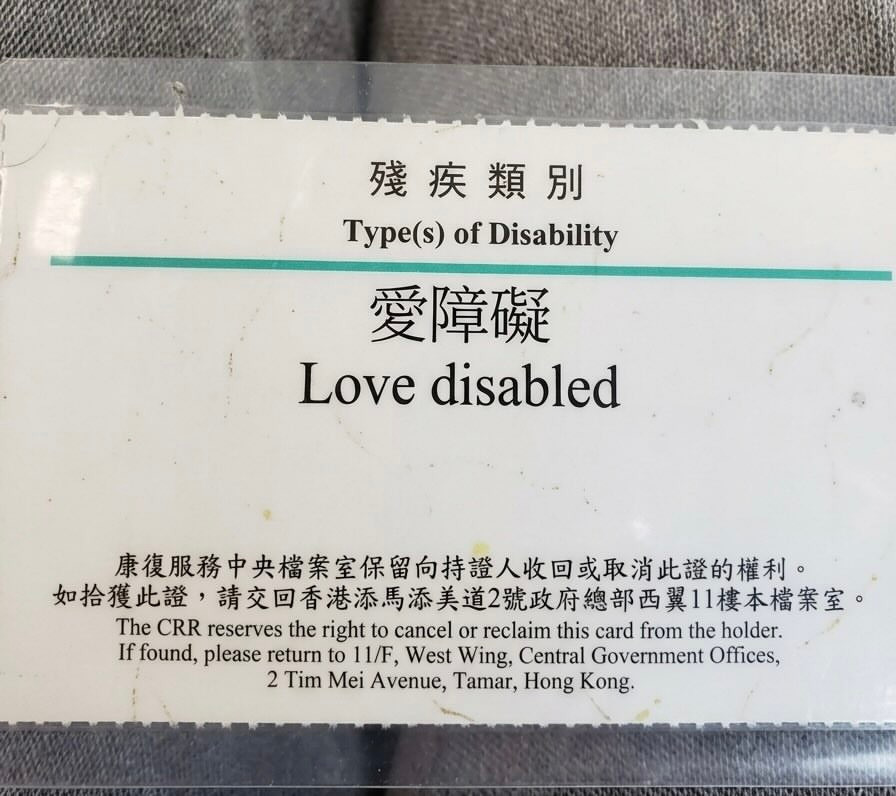 殘疾類別
Type(s) of Disability
愛障礙
Love disabled
康復服務中央檔案室保留向持證人收回或取消此證的權利。
如拾獲此證，請交回香港添馬添美道2號政府總部西翼11樓本檔案室。
The CRR reserves the right to cancel or reclaim this card from the holder.
If found, please return to 11/F, West Wing, Central Government Offices,
2 Tim Mei Avenue, Tamar, Hong Kong.